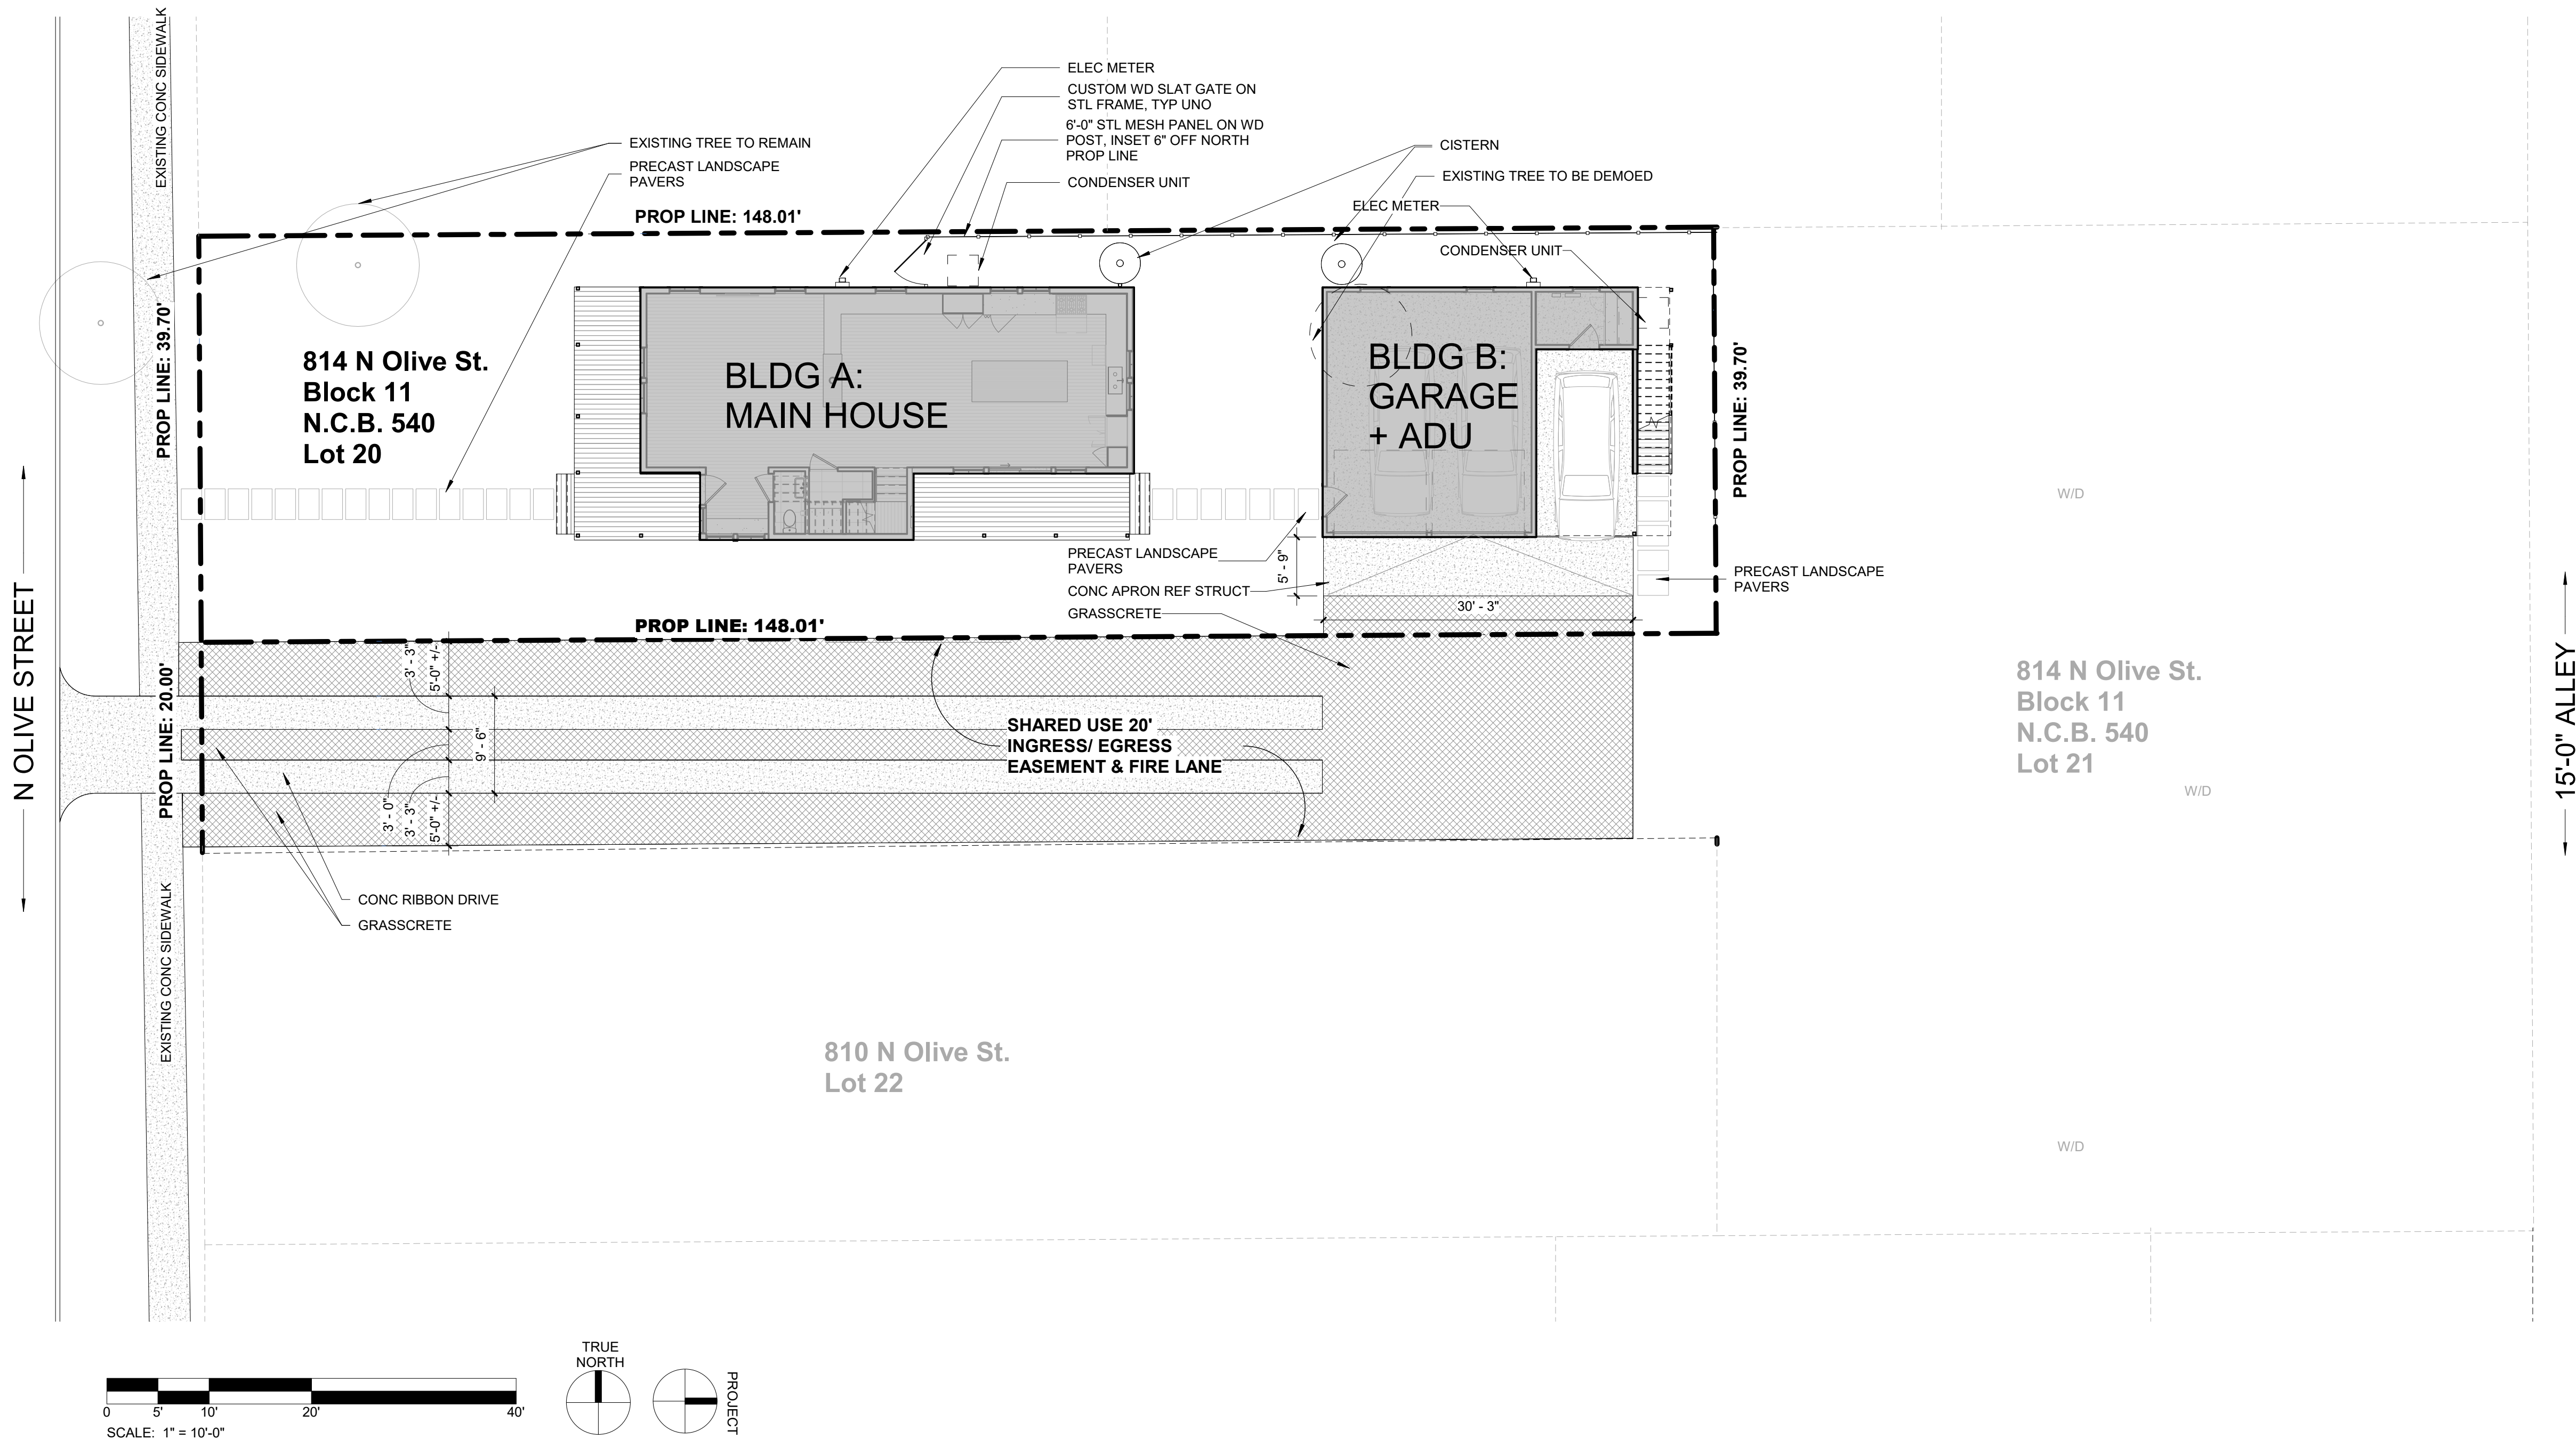 EXISTING CONC SIDEWALK
ELEC METER
CUSTOM WD SLAT GATE ON
STL FRAME, TYP UNO
6'-0" STL MESH PANEL ON WD
POST, INSET 6" OFF NORTH
PROP LINE
CONDENSER UNIT
EXISTING TREE TO REMAIN
PRECAST LANDSCAPE
PAVERS
CISTERN
EXISTING TREE TO BE DEMOED
ELEC METER
CONDENSER UNIT
PROP LINE: 148.01'
PROP LINE: 39.70'
814 N Olive St.
Block 11
N.C.B. 540
Lot 20
BLDG A:
MAIN HOUSE
BLDG B:
GARAGE
+ ADU
PROP LINE: 39.70'
W/D
PRECAST LANDSCAPE
PAVERS
CONC APRON REF STRUCT
GRASSCRETE
5' - 9"
30' - 3"
PRECAST LANDSCAPE
PAVERS
N OLIVE STREET
PROP LINE: 148.01'
PROP LINE: 20.00'
3' - 3"
5'-0" +/-
9' - 6"
3' - 0"
3' - 3"
5'-0" +/-
SHARED USE 20'
INGRESS/ EGRESS
EASEMENT & FIRE LANE
814 N Olive St.
Block 11
N.C.B. 540
Lot 21
W/D
15'-0" ALLEY
CONC RIBBON DRIVE
GRASSCRETE
EXISTING CONC SIDEWALK
810 N Olive St.
Lot 22
W/D
0 5' 10' 20' 40'
SCALE: 1" = 10'-0"
TRUE
NORTH
PROJECT